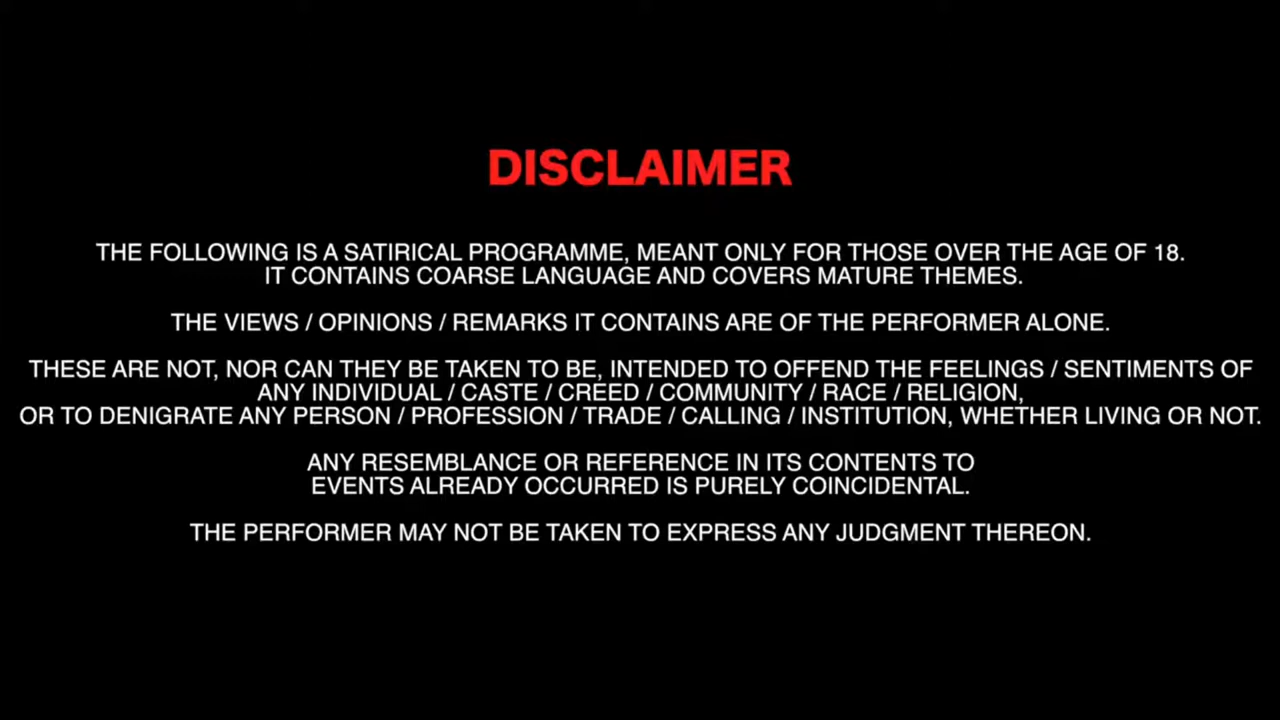 DISCLAIMER
THE FOLLOWING IS A SATIRICAL PROGRAMME, MEANT ONLY FOR THOSE OVER THE AGE OF 18.
IT CONTAINS COARSE LANGUAGE AND COVERS MATURE THEMES.
THE VIEWS / OPINIONS / REMARKS IT CONTAINS ARE OF THE PERFORMER ALONE.
THESE ARE NOT, NOR CAN THEY BE TAKEN TO BE, INTENDED TO OFFEND THE FEELINGS / SENTIMENTS OF
ANY INDIVIDUAL / CASTE / CREED / COMMUNITY / RACE / RELIGION,
OR TO DENIGRATE ANY PERSON / PROFESSION / TRADE / CALLING / INSTITUTION, WHETHER LIVING OR NOT.
ANY RESEMBLANCE OR REFERENCE IN ITS CONTENTS TO
EVENTS ALREADY OCCURRED IS PURELY COINCIDENTAL.
THE PERFORMER MAY NOT BE TAKEN TO EXPRESS ANY JUDGMENT THEREON.